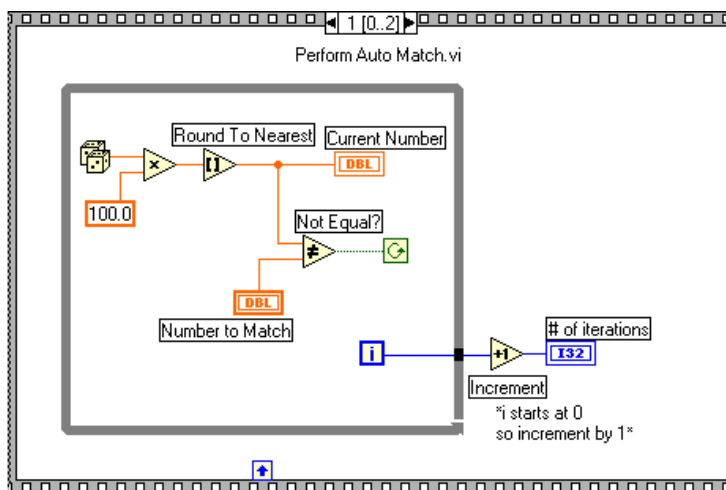 1 [0..2]
Perform Auto Match.vi
Round To Nearest
Current Number
DBL
x
[ ]
100.0
Not Equal?
≠
DBL
Number to Match
i
# of iterations
+1
I32
Increment
*i starts at 0
so increment by 1*